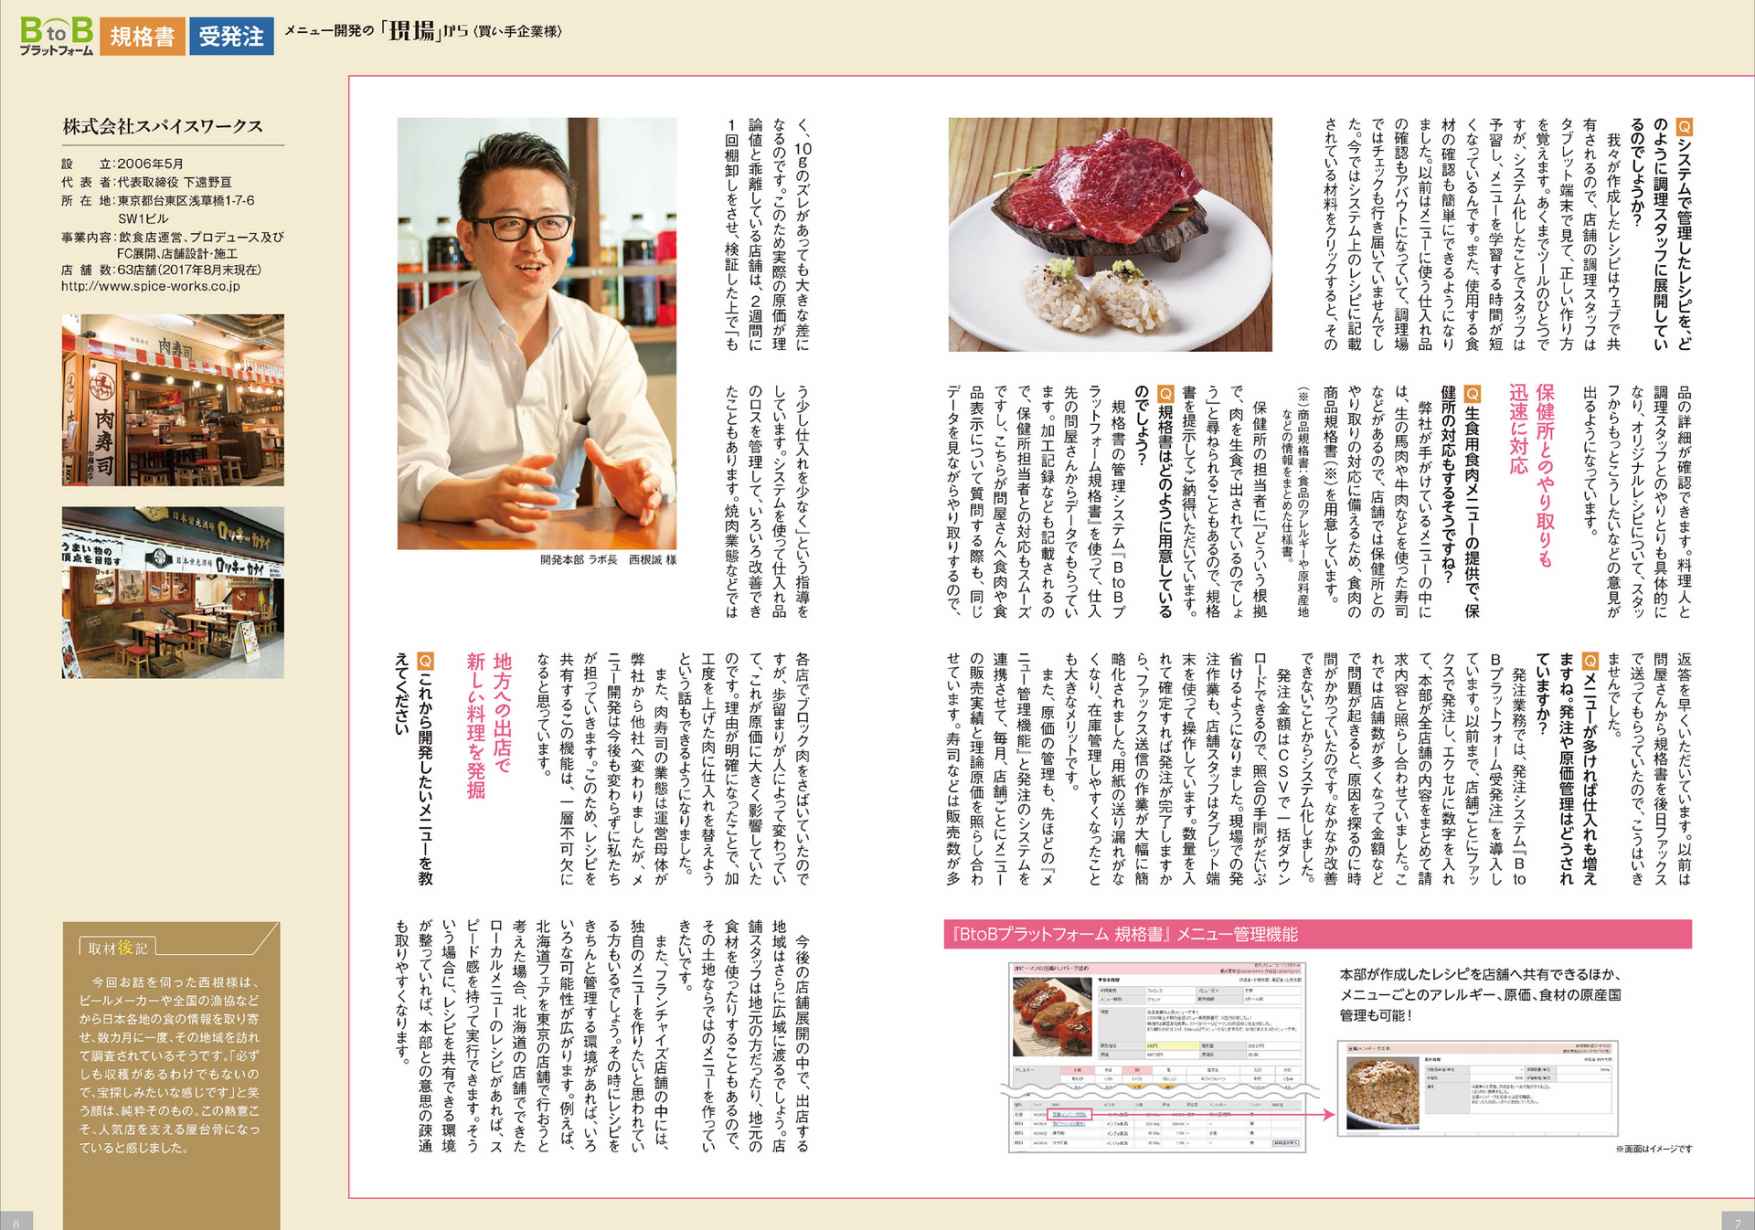 BtoB
プラットフォーム
規格書
受発注
メニュー開発の「現場」から〈買い手企業様〉
Q システムで管理したレシピを、ど
のように調理スタッフに展開してい
るのでしょうか？
我々が作成したレシピはウェブで共
有されるので、店舗の調理スタッフは
タブレット端末で見て、正しい作り方
を覚えます。あくまでツールのひとつで
すが、システム化したことでスタッフは
予習し、メニューを学習する時間が短
くなっているんです。また、使用する食
材の確認も簡単にできるようになり
ました。以前はメニューに使う仕入れ品
の確認もアバウトになっていて、調理場
ではチェックも行き届いていませんでし
た。今ではシステム上のレシピに記載
されている材料をクリックすると、その
品の詳細が確認できます。料理人と
調理スタッフとのやりとりも具体的に
なり、オリジナルレシピについて、スタッ
フからもっとこうしたいなどの意見が
出るようになっています。
保健所とのやり取りも
迅速に対応
Q 生食用食肉メニューの提供で、保
健所の対応もするそうですね？
弊社が手がけているメニューの中に
は、生の馬肉や牛肉などを使った寿司
などがあるので、店舗では保健所との
やり取りの対応に備えるため、食肉の
商品規格書（※）を用意しています。
（※）商品規格書：食品のアレルギーや原料産地
などの情報をまとめた仕様書。
保健所の担当者に「どういう根拠
で、肉を生食で出されているのでしょ
う」と尋ねられることもあるので、規格
書を提示してご納得いただいています。
Q 規格書はどのように用意している
のでしょう？
規格書の管理システム『BtoBプ
ラットフォーム規格書』を使って、仕入
先の問屋さんからデータでもらってい
ます。加工記録なども記載されるの
で、保健所担当者との対応もスムーズ
ですし、こちらが問屋さんへ食肉や食
品表示について質問する際も、同じ
データを見ながらやり取りするので、
返答を早くいただいています。以前は
問屋さんから規格書を後日ファックス
で送ってもらっていたので、こうはいき
ませんでした。
Q メニューが多ければ仕入れも増え
ますね。発注や原価管理はどうされ
ていますか？
発注業務では、発注システム『Bto
Bプラットフォーム受発注』を導入し
ています。以前まで、店舗ごとにファッ
クスで発注し、エクセルに数字を入れ
て、本部が全店舗の内容をまとめて請
求内容と照らし合わせていました。こ
れでは店舗数が多くなって金額など
で問題が起きると、原因を探るのに時
間がかかっていたのです。なかなか改善
できないことからシステム化しました。
発注金額はCSVで一括ダウン
ロードできるので、照合の手間がだいぶ
省けるようになりました。現場での発
注作業も、店舗スタッフはタブレット端
末を使って操作しています。数量を入
れて確定すれば発注が完了しますか
ら、ファックス送信の作業が大幅に簡
略化されました。用紙の送り漏れがな
くなり、在庫管理しやすくなったこと
も大きなメリットです。
また、原価の管理も、先ほどの『メ
ニュー管理機能』と発注のシステムを
連携させて、毎月、店舗ごとにメニュー
の販売実績と理論原価を照らし合わ
せています。寿司などは販売数が多
『BtoBプラットフォーム 規格書』 メニュー管理機能
本部が作成したレシピを店舗へ共有できるほか、
メニューごとのアレルギー、原価、食材の原産国
管理も可能！
※画面はイメージです
7
く、10gのズレがあっても大きな差に
なるのです。このため実際の原価が理
論値と乖離している店舗は、2週間に
1回棚卸しをさせ、検証した上で「も
う少し仕入れを少なく」という指導を
しています。システムを使って仕入れ品
のロスを管理して、いろいろ改善でき
たこともあります。焼肉業態などでは
各店でブロック肉をさばいていたので
すが、歩留まりが人によって変わってい
て、これが原価に大きく影響していた
のです。理由が明確になったことで、加
工度を上げた肉に仕入れを替えよう
という話もできるようになりました。
また、肉寿司の業態は運営母体が
弊社から他社へ変わりましたが、メ
ニュー開発は今後も変わらずに私たち
が担っていきます。このため、レシピを
共有するこの機能は、一層不可欠に
なると思っています。
地方への出店で
新しい料理を発掘
Q これから開発したいメニューを教
えてください
今後の店舗展開の中で、出店する
地域はさらに広域に渡るでしょう。店
舗スタッフは地元の方だったり、地元の
食材を使ったりすることもあるので、
その土地ならではのメニューを作ってい
きたいです。
また、フランチャイズ店舗の中には、
独自のメニューを作りたいと思われてい
る方もいるでしょう。その時にレシピを
きちんと管理する環境があれば、いろ
いろな可能性が広がります。例えば、
北海道フェアを東京の店舗で行おうと
考えた場合、北海道の店舗でできた
ローカルメニューのレシピがあれば、ス
ピード感を持って実行できます。そう
いう場合に、レシピを共有できる環境
が整っていれば、本部との意思の疎通
も取りやすくなります。
開発本部 ラボ長　西根誠 様
株式会社スパイスワークス
設　立：2006年5月
代 表 者：代表取締役 下遠野亘
所 在 地：東京都台東区浅草橋1-7-6
SW1ビル
事業内容：飲食店運営、プロデュース及び
FC展開、店舗設計・施工
店 舗 数：63店舗（2017年8月末現在）
http://www.spice-works.co.jp
肉寿司
肉寿司
日本全国酒場 ロッキーカナイ
うまい物の
頂点を目指す
ロッキーカナイ
取材後記
今回お話を伺った西根様は、
ビールメーカーや全国の漁協など
から日本各地の食の情報を取り寄
せ、数カ月に一度、その地域を訪れ
て調査されているそうです。「必ず
しも収穫があるわけでもないの
で、宝探しみたいな感じです」と笑
う顔は、純粋そのもの。この熱意こ
そ、人気店を支える屋台骨になっ
ていると感じました。
8